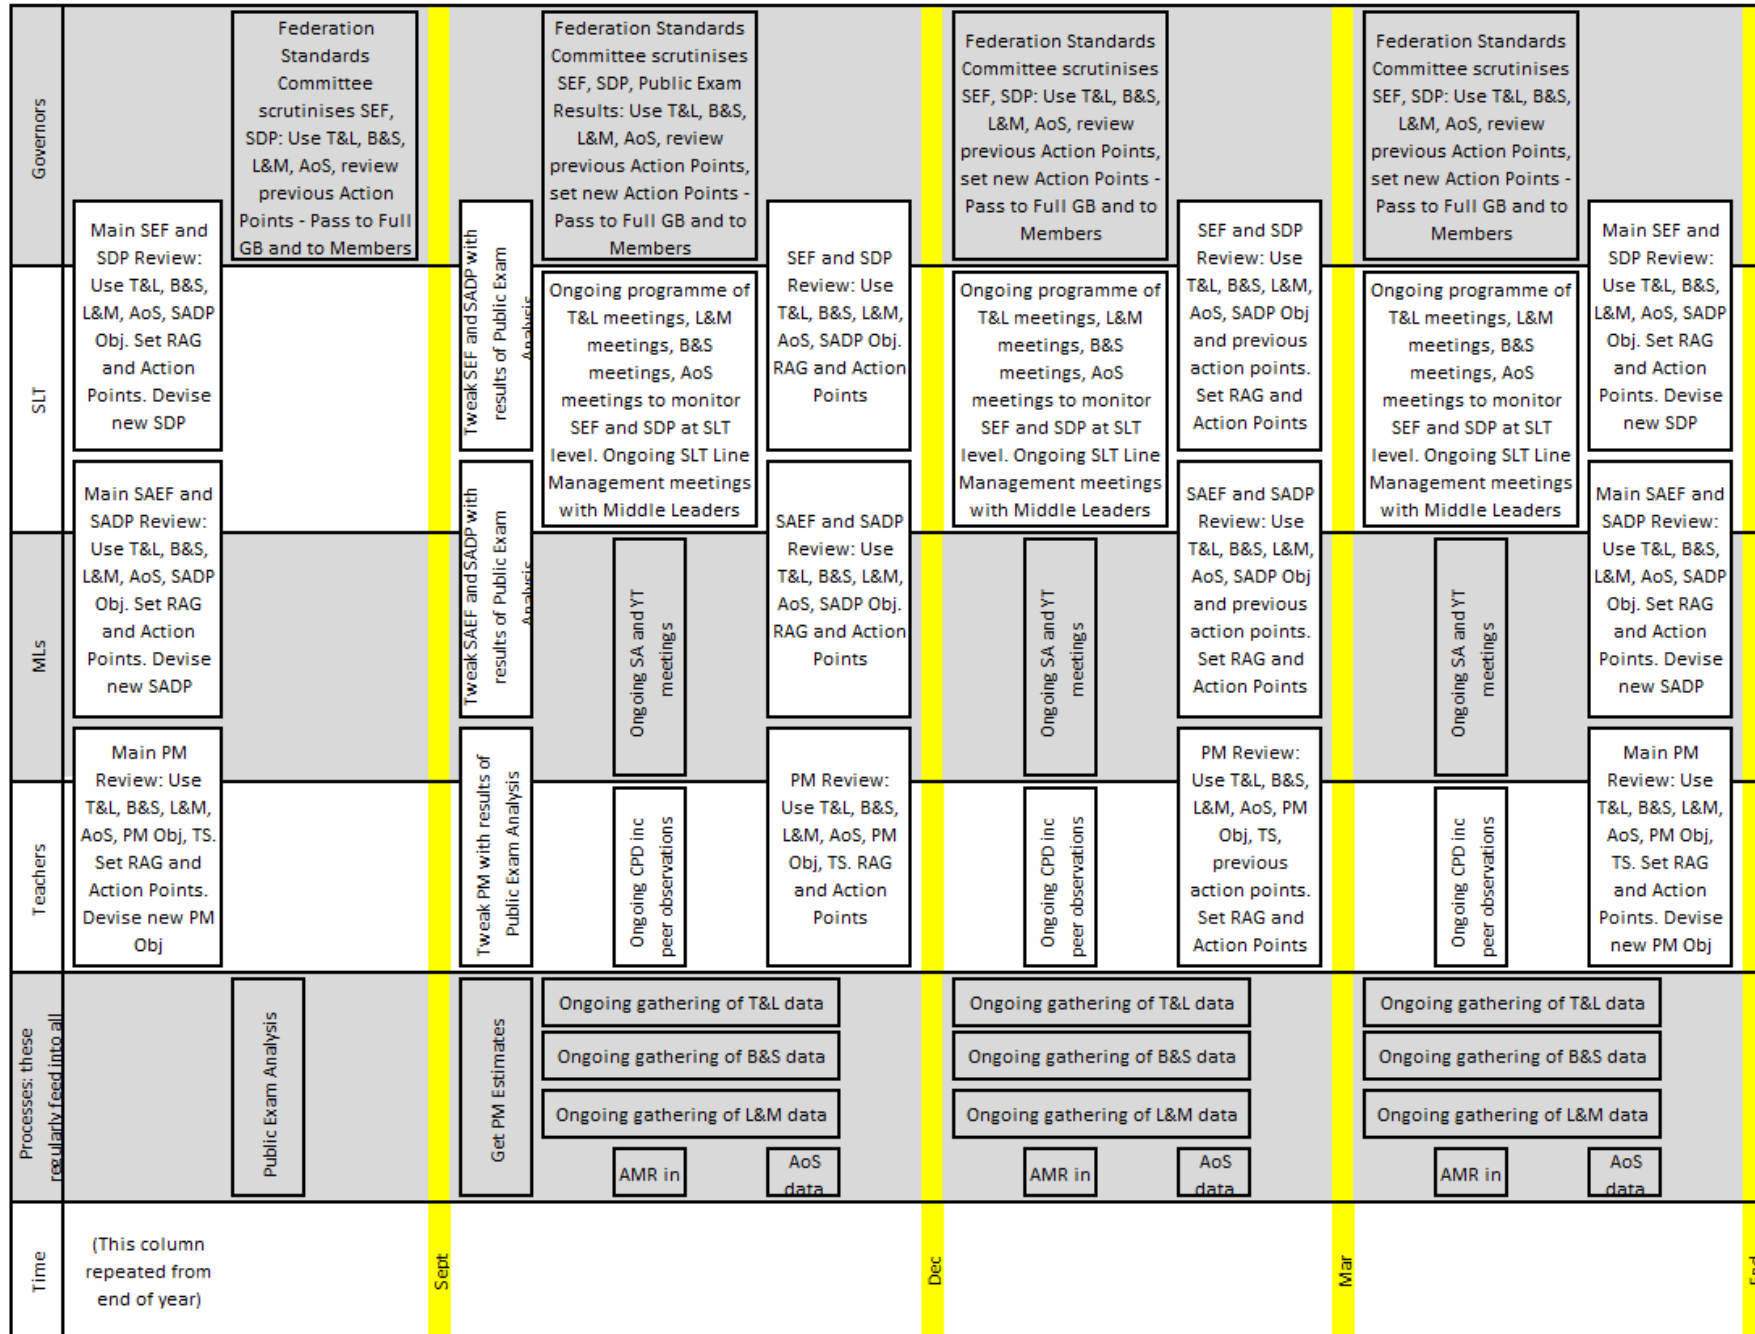 Governors
Federation
Standards
Committee
scrutinises SEF,
SDP: Use T&L, B&S,
L&M, AoS, review
previous Action
Points - Pass to Full
GB and to Members
Federation Standards
Committee scrutinises
SEF, SDP, Public Exam
Results: Use T&L, B&S,
L&M, AoS, review
previous Action Points,
set new Action Points -
Pass to Full GB and to
Members
Federation Standards
Committee scrutinises
SEF, SDP: Use T&L, B&S,
L&M, AoS, review
previous Action Points,
set new Action Points -
Pass to Full GB and to
Members
Federation Standards
Committee scrutinises
SEF, SDP: Use T&L, B&S,
L&M, AoS, review
previous Action Points,
set new Action Points -
Pass to Full GB and to
Members
SLT
Main SEF and
SDP Review:
Use T&L, B&S,
L&M, AoS, SADP
Obj. Set RAG
and Action
Points. Devise
new SDP
Tweak SEF and SADP with
results of Public Exam
Analysis
Ongoing programme of
T&L meetings, L&M
meetings, B&S
meetings, AoS
meetings to monitor
SEF and SDP at SLT
level. Ongoing SLT Line
Management meetings
with Middle Leaders
SEF and SDP
Review: Use
T&L, B&S, L&M,
AoS, SADP Obj.
RAG and Action
Points
Ongoing programme of
T&L meetings, L&M
meetings, B&S
meetings, AoS
meetings to monitor
SEF and SDP at SLT
level. Ongoing SLT Line
Management meetings
with Middle Leaders
SEF and SDP
Review: Use
T&L, B&S, L&M,
AoS, SADP Obj
and previous
action points.
Set RAG and
Action Points
Ongoing programme of
T&L meetings, L&M
meetings, B&S
meetings, AoS
meetings to monitor
SEF and SDP at SLT
level. Ongoing SLT Line
Management meetings
with Middle Leaders
Main SEF and
SDP Review:
Use T&L, B&S,
L&M, AoS, SADP
Obj. Set RAG
and Action
Points. Devise
new SDP
MLs
Main SAEF and
SADP Review:
Use T&L, B&S,
L&M, AoS, SADP
Obj. Set RAG
and Action
Points. Devise
new SADP
Tweak SAEF and SADP with
results of Public Exam
Analysis
Ongoing SA and YT
meetings
SAEF and SADP
Review: Use
T&L, B&S, L&M,
AoS, SADP Obj.
RAG and Action
Points
Ongoing SA and YT
meetings
SAEF and SADP
Review: Use
T&L, B&S, L&M,
AoS, SADP Obj
and previous
action points.
Set RAG and
Action Points
Ongoing SA and YT
meetings
Main SAEF and
SADP Review:
Use T&L, B&S,
L&M, AoS, SADP
Obj. Set RAG
and Action
Points. Devise
new SADP
Teachers
Main PM
Review: Use
T&L, B&S, L&M,
AoS, PM Obj, TS.
Set RAG and
Action Points.
Devise new PM
Obj
Tweak PM with results of
Public Exam Analysis
Ongoing CPD inc
peer observations
PM Review:
Use T&L, B&S,
L&M, AoS, PM
Obj, TS. RAG
and Action
Points
Ongoing CPD inc
peer observations
PM Review:
Use T&L, B&S,
L&M, AoS, PM
Obj, TS,
previous
action points.
Set RAG and
Action Points
Ongoing CPD inc
peer observations
Main PM
Review: Use
T&L, B&S, L&M,
AoS, PM Obj,
TS. Set RAG
and Action
Points. Devise
new PM Obj
Processes: these
regularly feed into all
Public Exam Analysis
Get PM Estimates
Ongoing gathering of T&L data
Ongoing gathering of B&S data
Ongoing gathering of L&M data
AMR in
AoS
data
Ongoing gathering of T&L data
Ongoing gathering of B&S data
Ongoing gathering of L&M data
AMR in
AoS
data
Ongoing gathering of T&L data
Ongoing gathering of B&S data
Ongoing gathering of L&M data
AMR in
AoS
data
Time
(This column
repeated from
end of year)
Sept
Dec
Mar
End